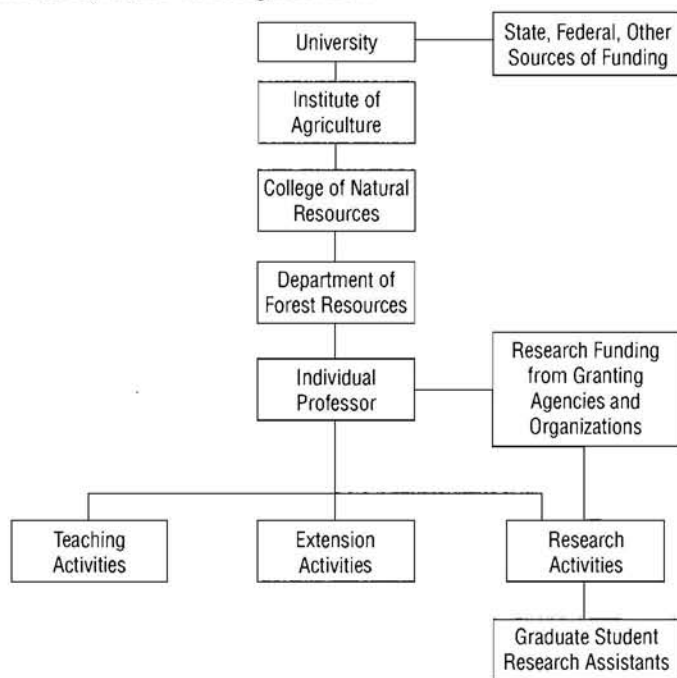 University
State, Federal, Other
Sources of Funding
Institute of
Agriculture
College of Natural
Resources
Department of
Forest Resources
Individual
Professor
Research Funding
from Granting
Agencies and
Organizations
Teaching
Activities
Extension
Activities
Research
Activities
Graduate Student
Research Assistants